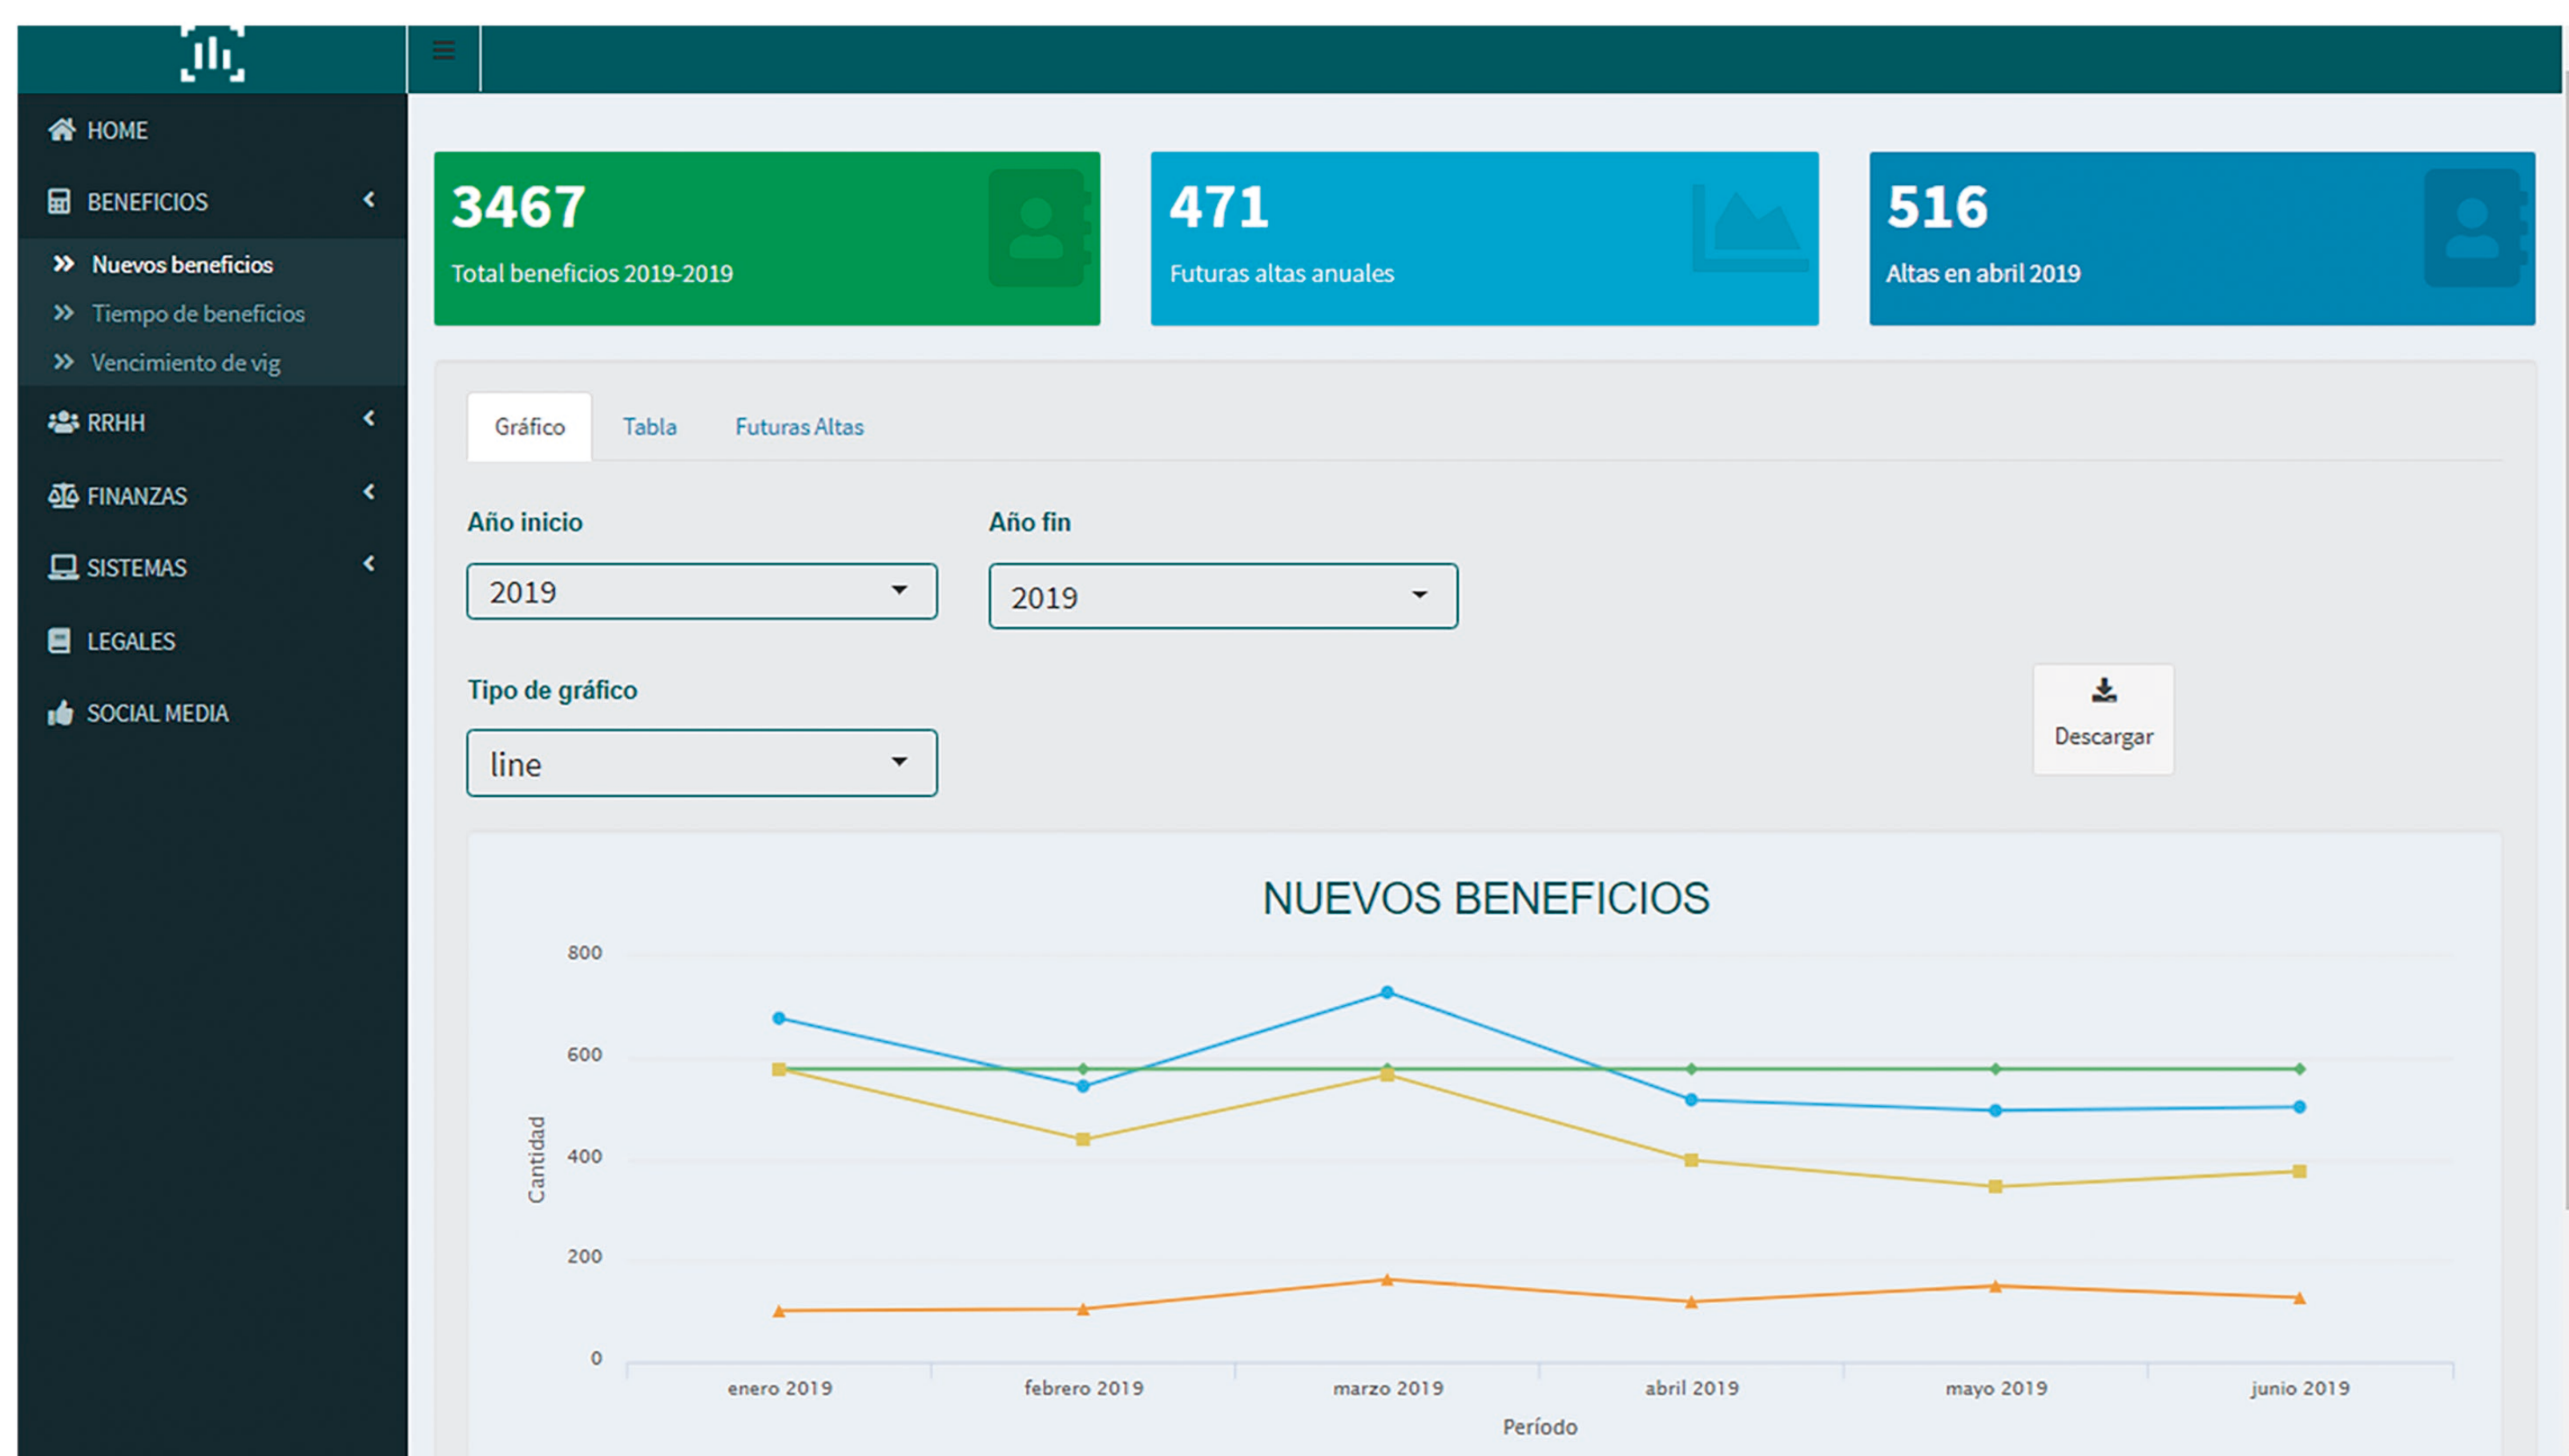 HOME
BENEFICIOS
Nuevos beneficios
Tiempo de beneficios
Vencimiento de vig
RRHH
FINANZAS
SISTEMAS
LEGALES
SOCIAL MEDIA
3467
Total beneficios 2019-2019
471
Futuras altas anuales
516
Altas en abril 2019
Gráfico Tabla Futuras Altas
Año inicio Año fin
2019 2019
Tipo de gráfico
line
Descargar
NUEVOS BENEFICIOS
Cantidad
800
600
400
200
0
enero 2019 febrero 2019 marzo 2019 abril 2019 mayo 2019 junio 2019
Período